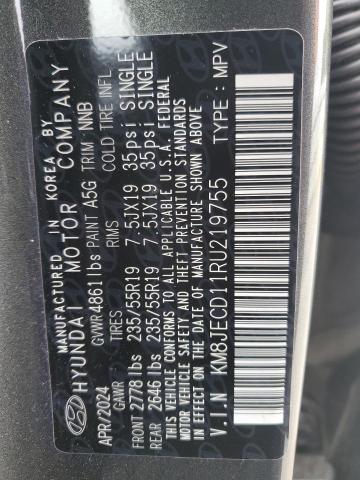 MANUFACTURED IN KOREA BY
HYUNDAI MOTOR COMPANY
APR/2024 GVWR 4861 lbs PAINT A5G TRIM NNB
GAWR TIRES RIMS COLD TIRE INFL.
FRONT 2778 lbs 235/55R19 7.5JX19 35psi SINGLE
REAR 2646 lbs 235/55R19 7.5JX19 35psi SINGLE
THIS VEHICLE CONFORMS TO ALL APPLICABLE U.S.A. FEDERAL
MOTOR VEHICLE SAFETY AND THEFT PREVENTION STANDARDS
IN EFFECT ON THE DATE OF MANUFACTURE SHOWN ABOVE.
V.I.N : KM8JECD11RU219755 TYPE : MPV